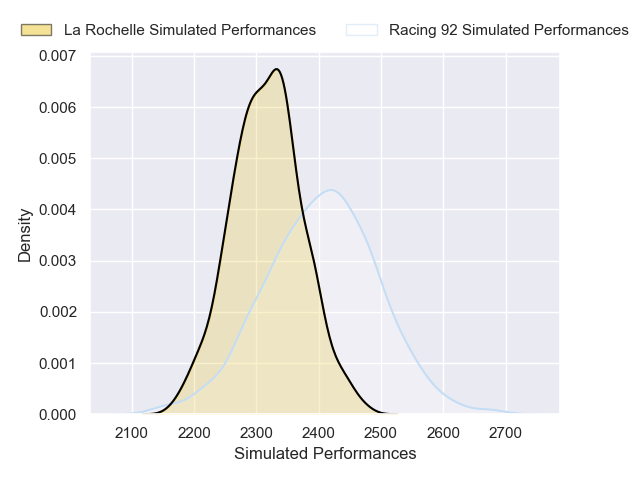 La Rochelle Simulated Performances
Racing 92 Simulated Performances
0.007
0.006
0.005
0.004
0.003
0.002
0.001
0.000
Density
2100 2200 2300 2400 2500 2600 2700
Simulated Performances